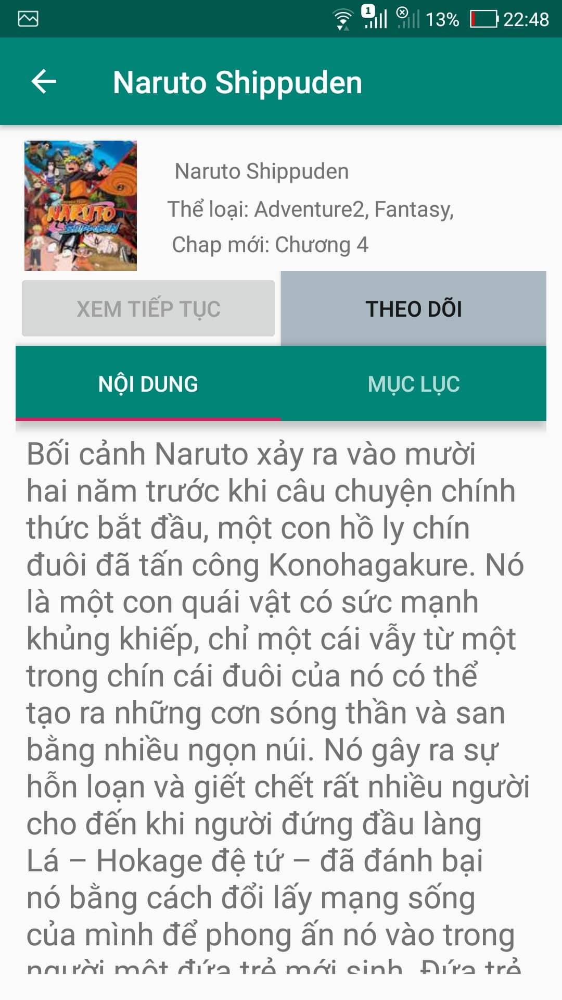 1 13% 22:48
Naruto Shippuden
NARUTO
SHIPPUDEN
Naruto Shippuden
Thể loại: Adventure2, Fantasy,
Chap mới: Chương 4
XEM TIẾP TỤC
THEO DÕI
NỘI DUNG
MỤC LỤC
Bối cảnh Naruto xảy ra vào mười
hai năm trước khi câu chuyện chính
thức bắt đầu, một con hồ ly chín
đuôi đã tấn công Konohagakure. Nó
là một con quái vật có sức mạnh
khủng khiếp, chỉ một cái vẫy từ một
trong chín cái đuôi của nó có thể
tạo ra những cơn sóng thần và san
bằng nhiều ngọn núi. Nó gây ra sự
hỗn loạn và giết chết rất nhiều người
cho đến khi người đứng đầu làng
Lá – Hokage đệ tứ – đã đánh bại
nó bằng cách đổi lấy mạng sống
của mình để phong ấn nó vào trong
người một đứa trẻ mới sinh. Đứa trẻ